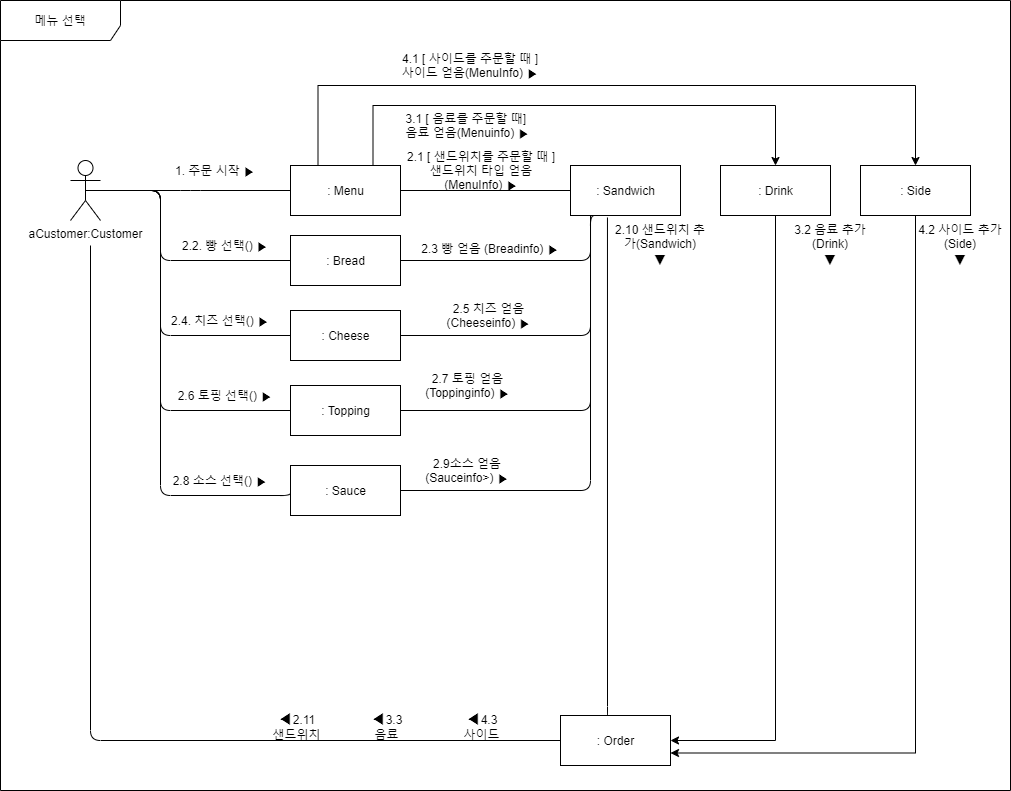 메뉴 선택
4.1 [ 사이드를 주문할 때 ]
사이드 얻음(MenuInfo) ▶
3.1 [ 음료를 주문할 때]
음료 얻음(Menuinfo) ▶
2.1 [ 샌드위치를 주문할 때 ]
샌드위치 타입 얻음
(MenuInfo) ▶
1. 주문 시작 ▶
: Menu
: Sandwich
: Drink
: Side
aCustomer:Customer
2.2. 빵 선택() ▶
: Bread
2.3 빵 얻음 (Breadinfo) ▶
2.10 샌드위치 추
가(Sandwich)
▼
3.2 음료 추가
(Drink)
▼
4.2 사이드 추가
(Side)
▼
2.4. 치즈 선택() ▶
: Cheese
2.5 치즈 얻음
(Cheeseinfo) ▶
2.6 토핑 선택() ▶
: Topping
2.7 토핑 얻음
(Toppinginfo) ▶
2.8 소스 선택() ▶
: Sauce
2.9소스 얻음
(Sauceinfo>) ▶
◀ 2.11
샌드위치
◀ 3.3
음료
◀ 4.3
사이드
: Order